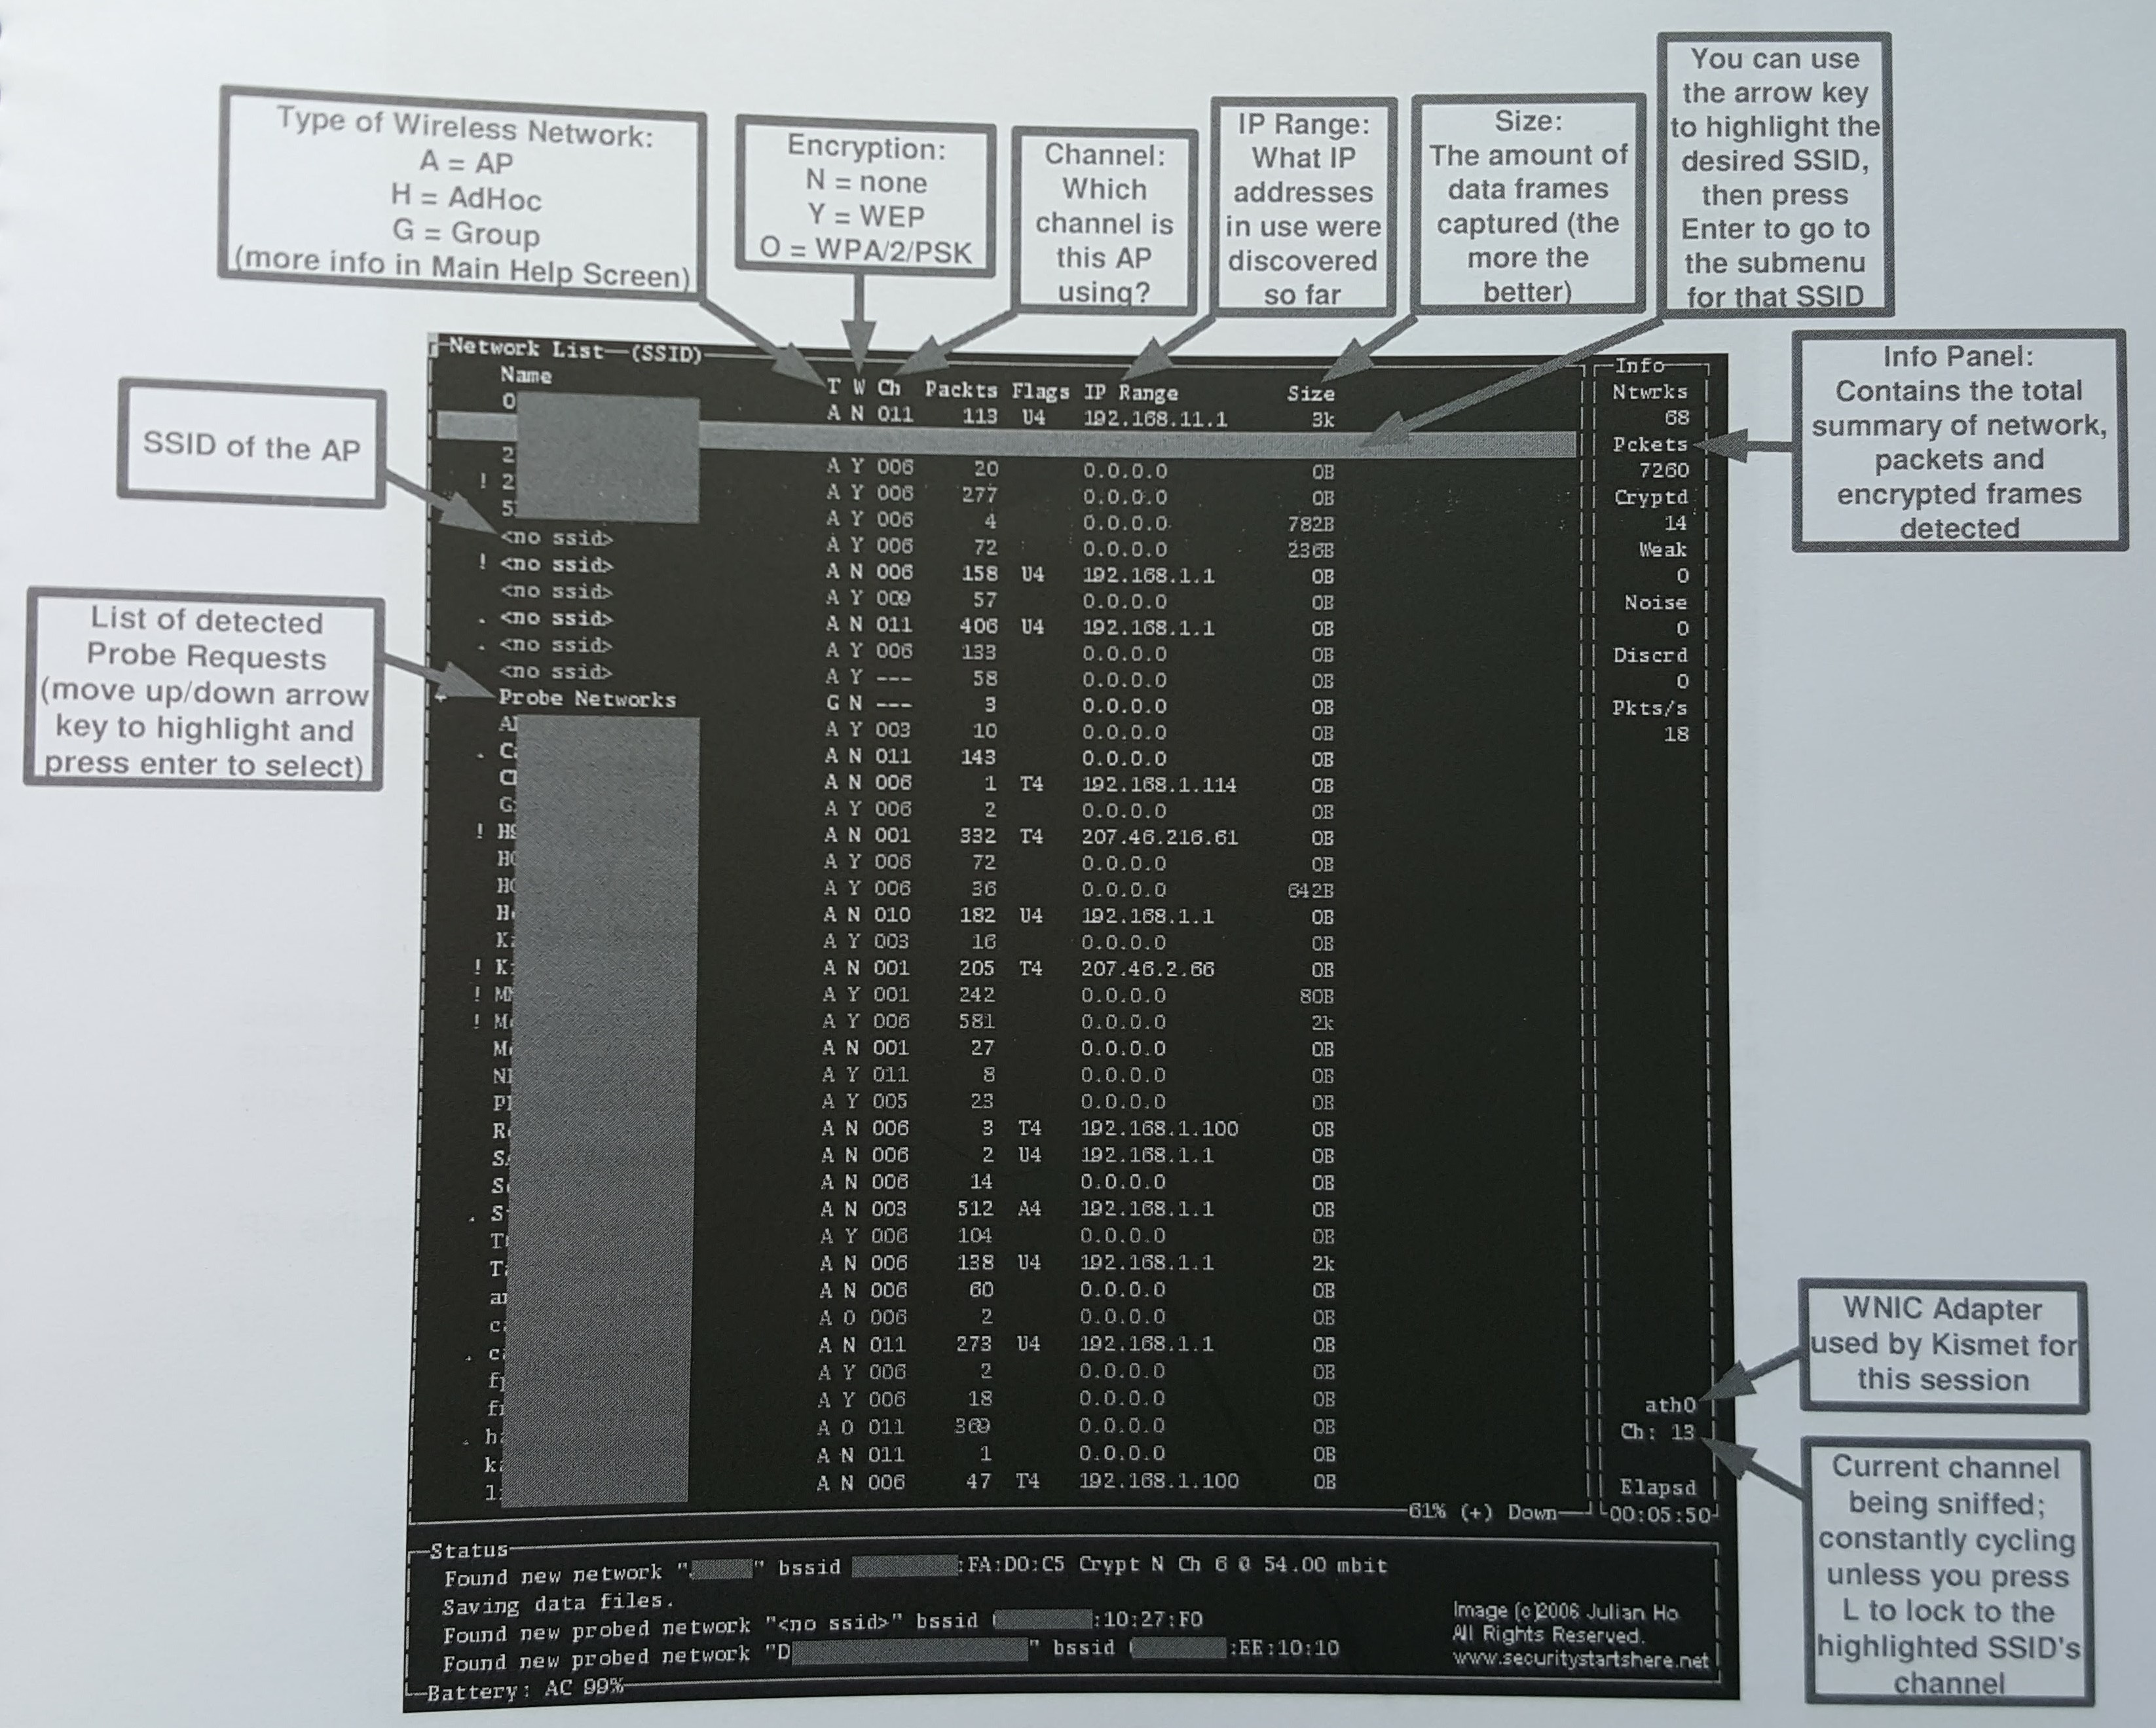 Type of Wireless Network:
A = AP
H = AdHoc
G = Group
(more info in Main Help Screen)
Encryption:
N = none
Y = WEP
O = WPA/2/PSK
Channel:
Which
channel is
this AP
using?
IP Range:
What IP
addresses
in use were
discovered
so far
Size:
The amount of
data frames
captured (the
more the
better)
You can use
the arrow key
to highlight the
desired SSID,
then press
Enter to go to
the submenu
for that SSID
SSID of the AP
List of detected
Probe Requests
(move up/down arrow
key to highlight and
press enter to select)
Info Panel:
Contains the total
summary of network,
packets and
encrypted frames
detected
WNIC Adapter
used by Kismet for
this session
Current channel
being sniffed;
constantly cycling
unless you press
L to lock to the
highlighted SSID's
channel
Network List—(SSID)
Name T W Ch Packts Flags IP Range Size
O A N 011 113 U4 192.168.11.1 3k
2 A Y 006 20 0.0.0.0 0B
! 2 A Y 006 277 0.0.0.0 0B
5 A Y 006 4 0.0.0.0 782B
<no ssid> A Y 006 72 0.0.0.0 236B
! <no ssid> A N 006 158 U4 192.168.1.1 0B
<no ssid> A Y 009 57 0.0.0.0 0B
. <no ssid> A N 011 406 U4 192.168.1.1 0B
. <no ssid> A Y 006 133 0.0.0.0 0B
<no ssid> A Y --- 58 0.0.0.0 0B
+ Probe Networks G N --- 3 0.0.0.0 0B
A Y 003 10 0.0.0.0 0B
. C A N 011 143 0.0.0.0 0B
A N 006 1 T4 192.168.1.114 0B
G A Y 006 2 0.0.0.0 0B
! H A N 001 332 T4 207.46.216.61 0B
H A Y 006 72 0.0.0.0 0B
H A Y 006 36 0.0.0.0 642B
H A N 010 182 U4 192.168.1.1 0B
K A Y 003 16 0.0.0.0 0B
! K A N 001 205 T4 207.46.2.66 0B
! M A Y 001 242 0.0.0.0 80B
! M A Y 006 581 0.0.0.0 2k
M A N 001 27 0.0.0.0 0B
N A Y 011 8 0.0.0.0 0B
P A Y 005 23 0.0.0.0 0B
R A N 006 3 T4 192.168.1.100 0B
S A N 006 2 U4 192.168.1.1 0B
S A N 006 14 0.0.0.0 0B
. S A N 003 512 A4 192.168.1.1 0B
T A Y 006 104 0.0.0.0 0B
T A N 006 138 U4 192.168.1.1 2k
a A N 006 60 0.0.0.0 0B
c A O 006 2 0.0.0.0 0B
. c A N 011 273 U4 192.168.1.1 0B
f A Y 006 2 0.0.0.0 0B
f A Y 006 18 0.0.0.0 0B
. h A O 011 369 0.0.0.0 0B
k A N 011 1 0.0.0.0 0B
l A N 006 47 T4 192.168.1.100 0B
61% (+) Down
Info
Ntwrks
68
Pckets
7260
Cryptd
14
Weak
0
Noise
0
Discrd
0
Pkts/s
18
ath0
Ch: 13
Elapsd
00:05:50
Status
Found new network " " bssid :FA:D0:C5 Crypt N Ch 6 @ 54.00 mbit
Saving data files.
Found new probed network "<no ssid>" bssid :10:27:F0
Found new probed network "D " bssid :EE:10:10
Battery: AC 99%
Image (c)2006 Julian Ho
All Rights Reserved.
www.securitystartshere.net